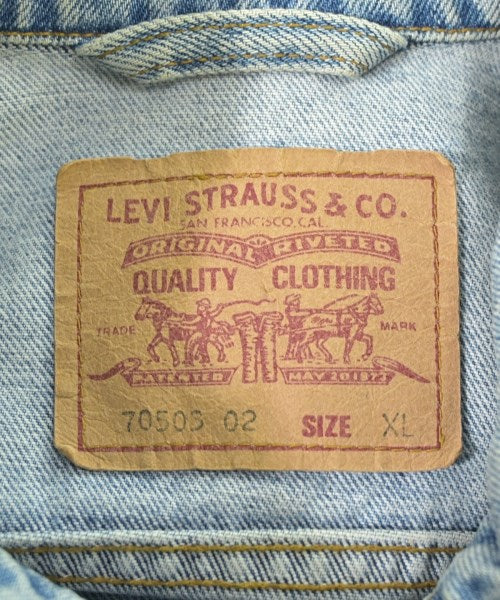 LEVI STRAUSS & CO.
SAN FRANCISCO, CAL.
ORIGINAL RIVETED
QUALITY CLOTHING
TRADE MARK
PATENTED MAY 20 1873
70505 02 SIZE XL